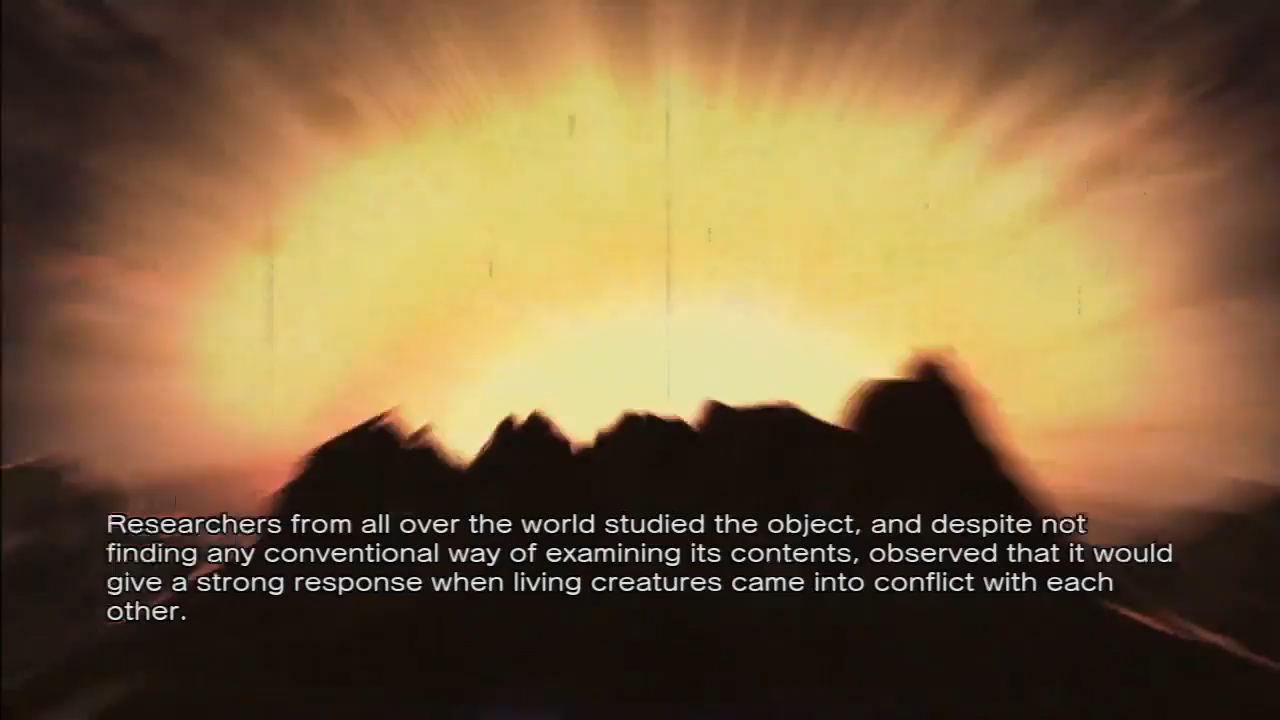 Researchers from all over the world studied the object, and despite not
finding any conventional way of examining its contents, observed that it would
give a strong response when living creatures came into conflict with each
other.